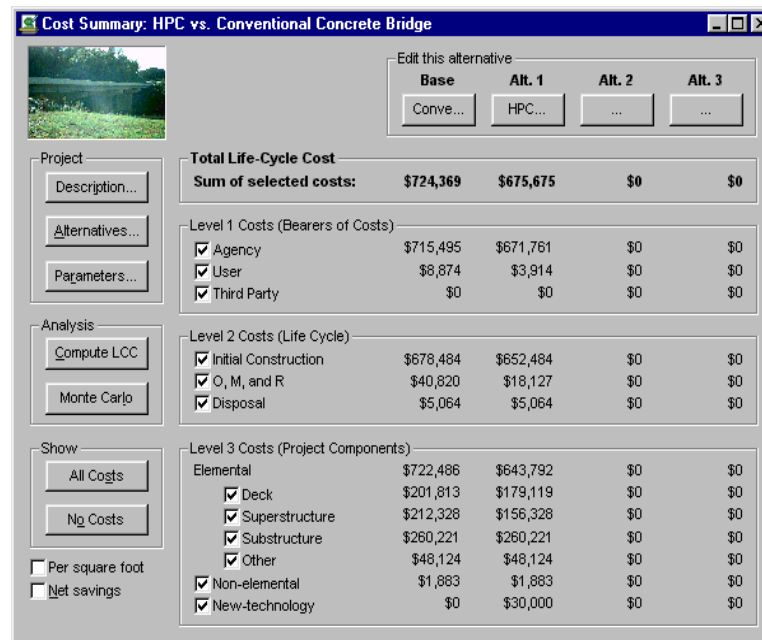 Cost Summary: HPC vs. Conventional Concrete Bridge
Edit this alternative
Base Alt. 1 Alt. 2 Alt. 3
Conve... HPC... ... ...
Project
Description...
Alternatives...
Parameters...
Total Life-Cycle Cost
Sum of selected costs: $724,369 $675,675 $0 $0
Level 1 Costs (Bearers of Costs)
Agency $715,495 $671,761 $0 $0
User $8,874 $3,914 $0 $0
Third Party $0 $0 $0 $0
Analysis
Compute LCC
Monte Carlo
Level 2 Costs (Life Cycle)
Initial Construction $678,484 $652,484 $0 $0
O, M, and R $40,820 $18,127 $0 $0
Disposal $5,064 $5,064 $0 $0
Show
All Costs
No Costs
Per square foot
Net savings
Level 3 Costs (Project Components)
Elemental $722,486 $643,792 $0 $0
Deck $201,813 $179,119 $0 $0
Superstructure $212,328 $156,328 $0 $0
Substructure $260,221 $260,221 $0 $0
Other $48,124 $48,124 $0 $0
Non-elemental $1,883 $1,883 $0 $0
New-technology $0 $30,000 $0 $0